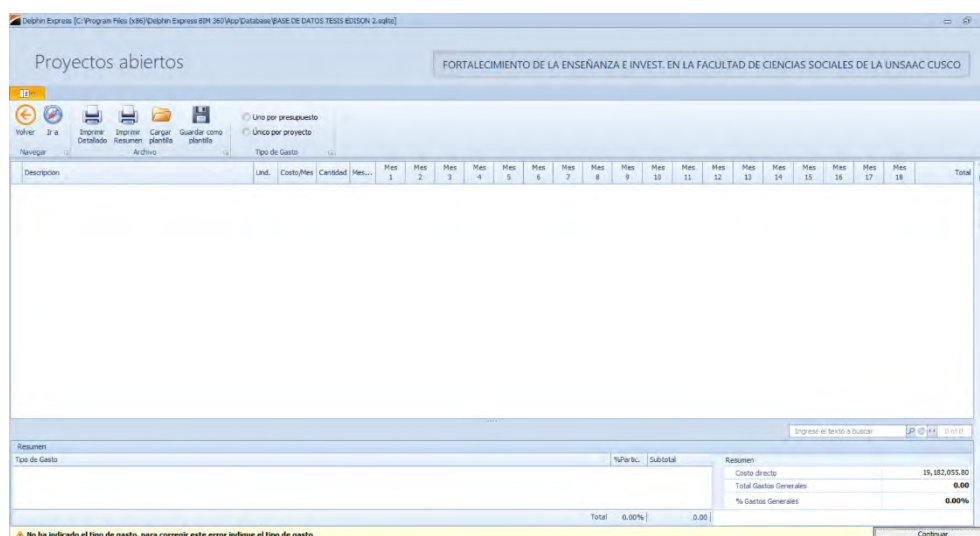 Delphin Express [C:\Program Files (x86)\Delphin Express BIM 360\App\Database\BASE DE DATOS TESIS EDISON 2.sqlite]
Proyectos abiertos
FORTALECIMIENTO DE LA ENSEÑANZA E INVEST. EN LA FACULTAD DE CIENCIAS SOCIALES DE LA UNSAAC CUSCO
Volver Ir a Imprimir Detallado Imprimir Resumen Cargar plantilla Guardar como plantilla
Uno por presupuesto
Único por proyecto
Navegar Archivo Tipo de Gasto
Descripcion Und. Costo/Mes Cantidad Mes... Mes 1 Mes 2 Mes 3 Mes 4 Mes 5 Mes 6 Mes 7 Mes 8 Mes 9 Mes 10 Mes 11 Mes 12 Mes 13 Mes 14 Mes 15 Mes 16 Mes 17 Mes 18 Total
Ingrese el texto a buscar 0 of 0
Resumen
Tipo de Gasto %Partic. Subtotal
Total 0.00% 0.00
Resumen
Costo directo 19,182,055.80
Total Gastos Generales 0.00
% Gastos Generales 0.00%
No ha indicado el tipo de gasto, para corregir este error indique el tipo de gasto
Continuar